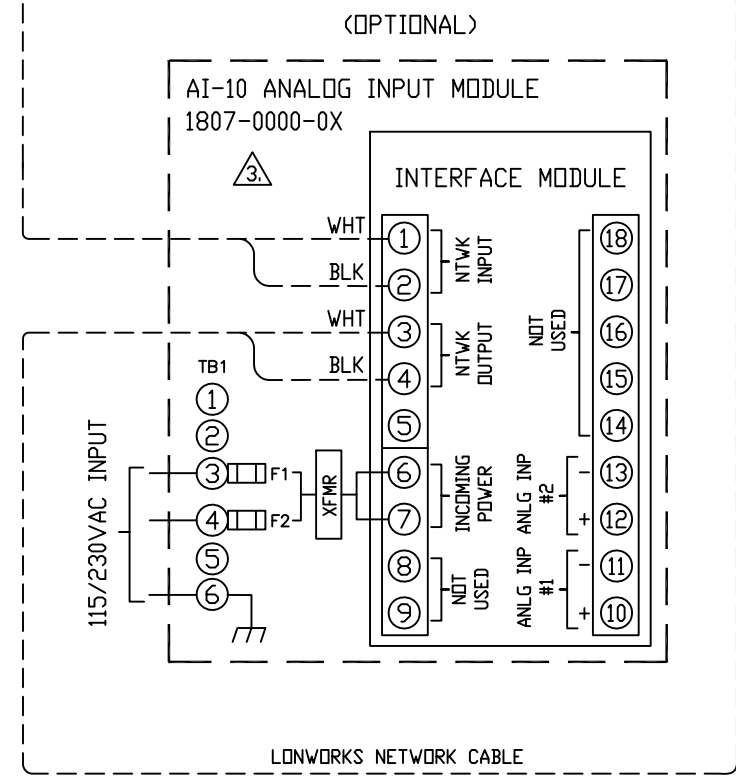 (OPTIONAL)
AI-10 ANALOG INPUT MODULE
1807-0000-0X
3.
INTERFACE MODULE
WHT
BLK
WHT
BLK
1
2
3
4
5
6
7
8
9
NTWK
INPUT
NTWK
OUTPUT
INCOMING
POWER
NOT
USED
18
17
16
15
14
13
12
11
10
NOT
USED
ANLG INP
#2
-
+
ANLG INP
#1
-
+
TB1
1
2
3
4
5
6
F1
F2
XFMR
115/230VAC INPUT
LONWORKS NETWORK CABLE